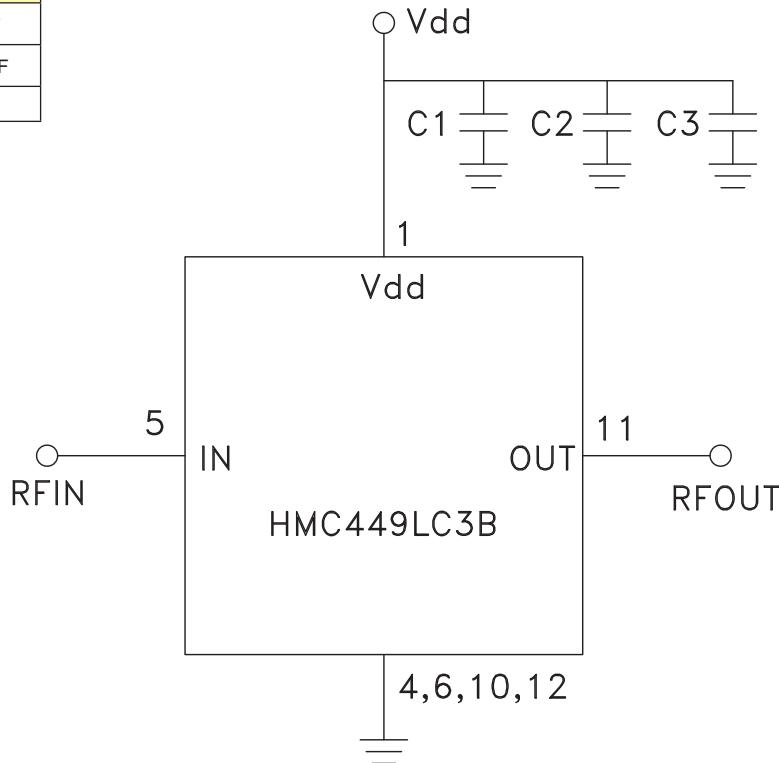 F
Vdd
C1
C2
C3
1
Vdd
5
11
IN
OUT
RFIN
RFOUT
HMC449LC3B
4,6,10,12